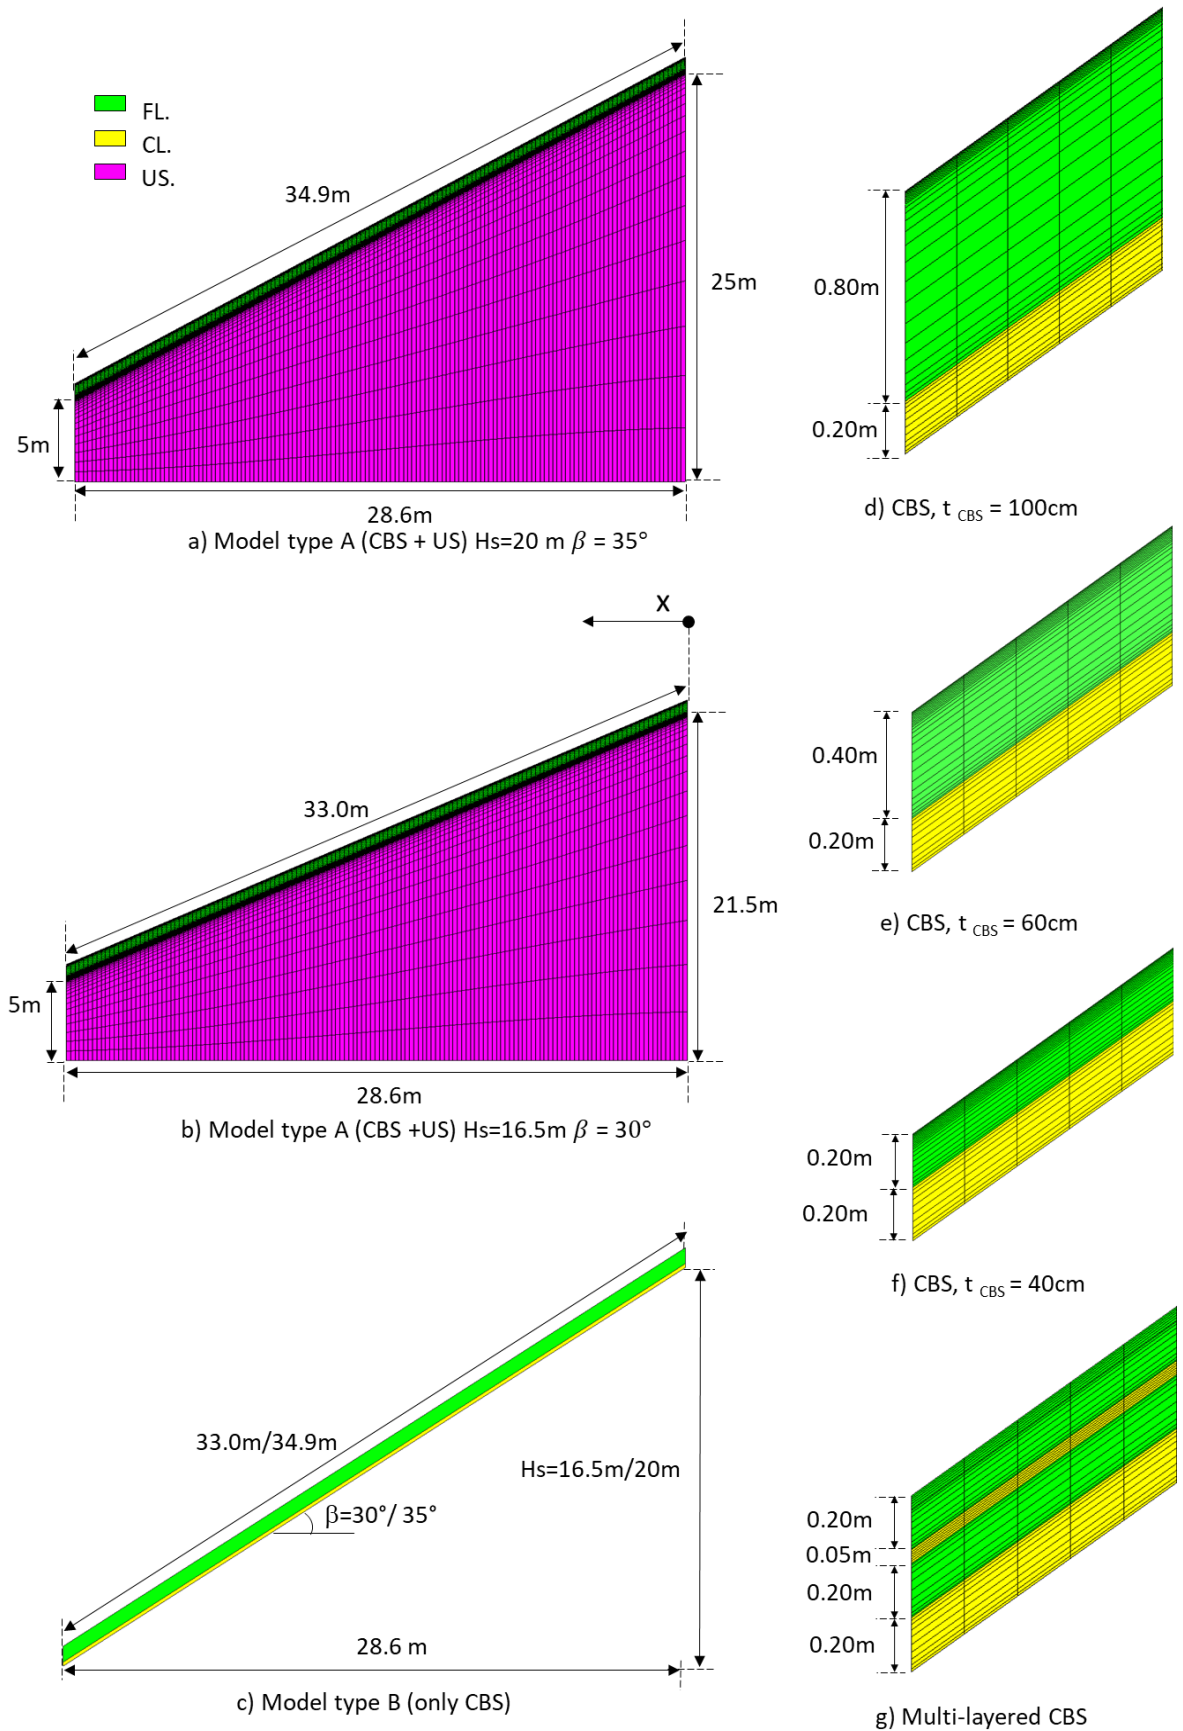 FL.
CL.
US.
34.9m
25m
5m
28.6m
a) Model type A (CBS + US) Hs=20 m β = 35°
X
33.0m
21.5m
5m
28.6m
b) Model type A (CBS +US) Hs=16.5m β = 30°
33.0m/34.9m
Hs=16.5m/20m
β=30°/ 35°
28.6 m
c) Model type B (only CBS)
0.80m
0.20m
d) CBS, t CBS = 100cm
0.40m
0.20m
e) CBS, t CBS = 60cm
0.20m
0.20m
f) CBS, t CBS = 40cm
0.20m
0.05m
0.20m
0.20m
g) Multi-layered CBS